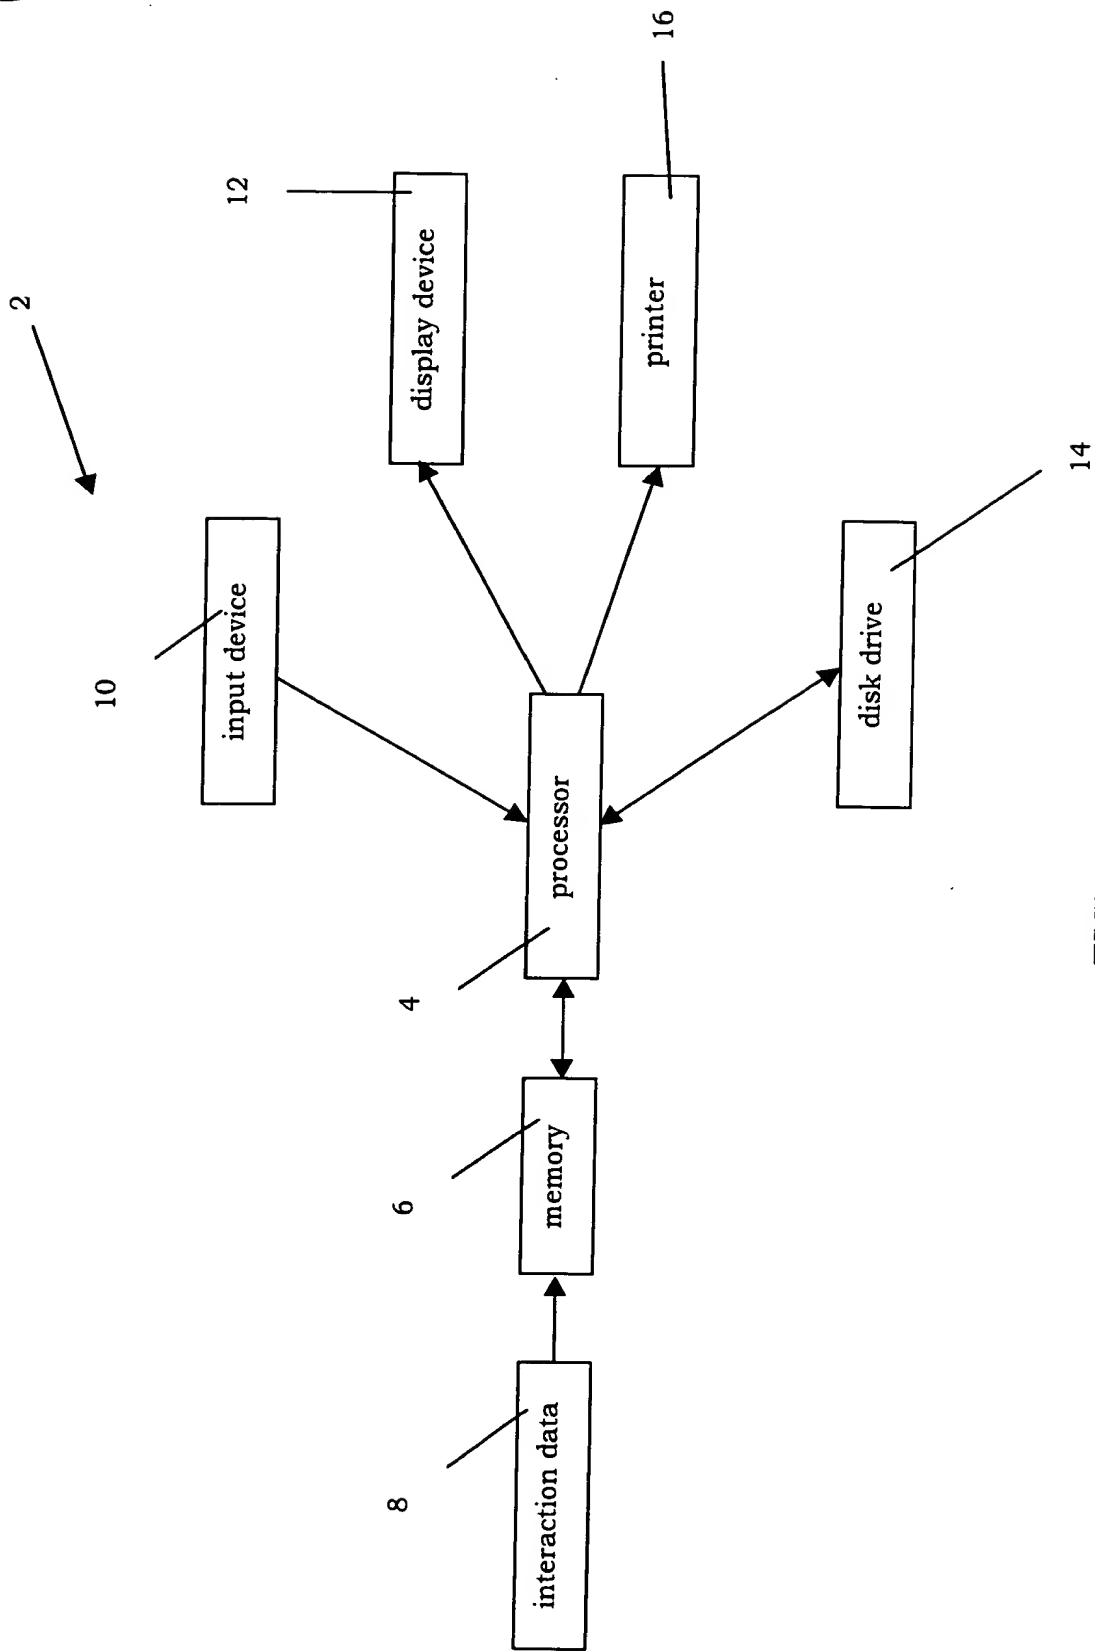 2
10
input device
12
display device
8
interaction data
6
memory
4
processor
16
printer
14
disk drive